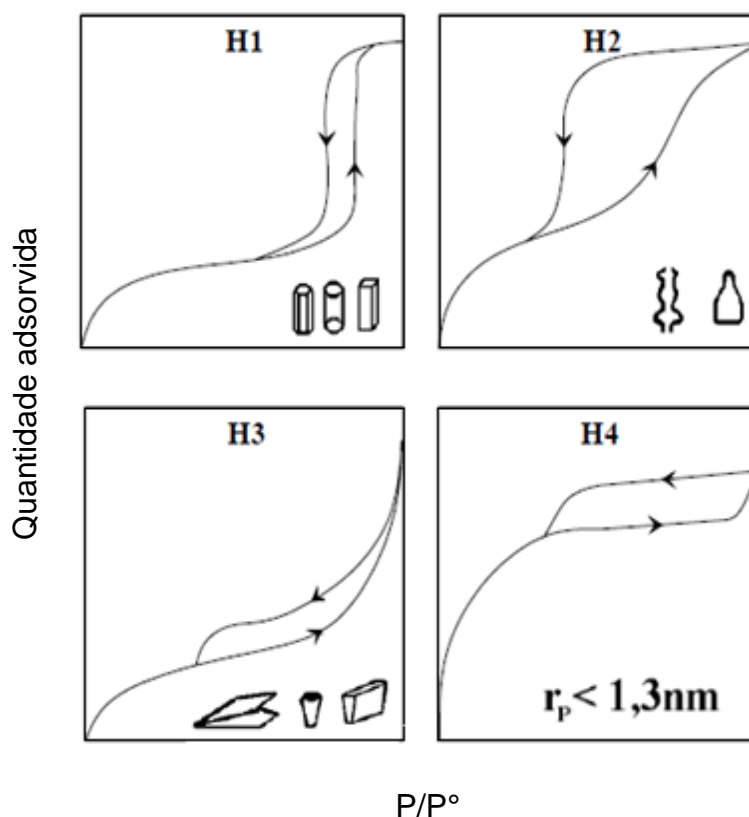 H1
H2
Quantidade adsorvida
H3
H4
rₚ < 1,3nm
P/P°